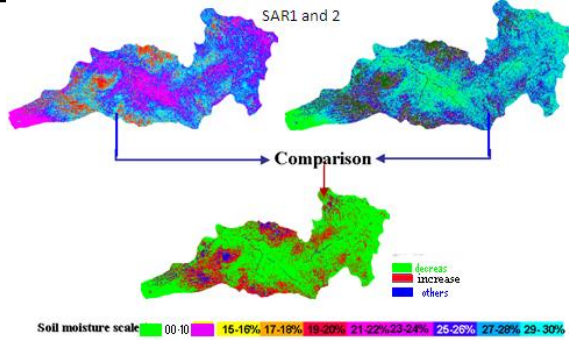 SAR1 and 2
Comparison
decreas
increase
others
Soil moisture scale 00-10 15-16% 17-18% 19-20% 21-22% 23-24% 25-26% 27-28% 29- 30%